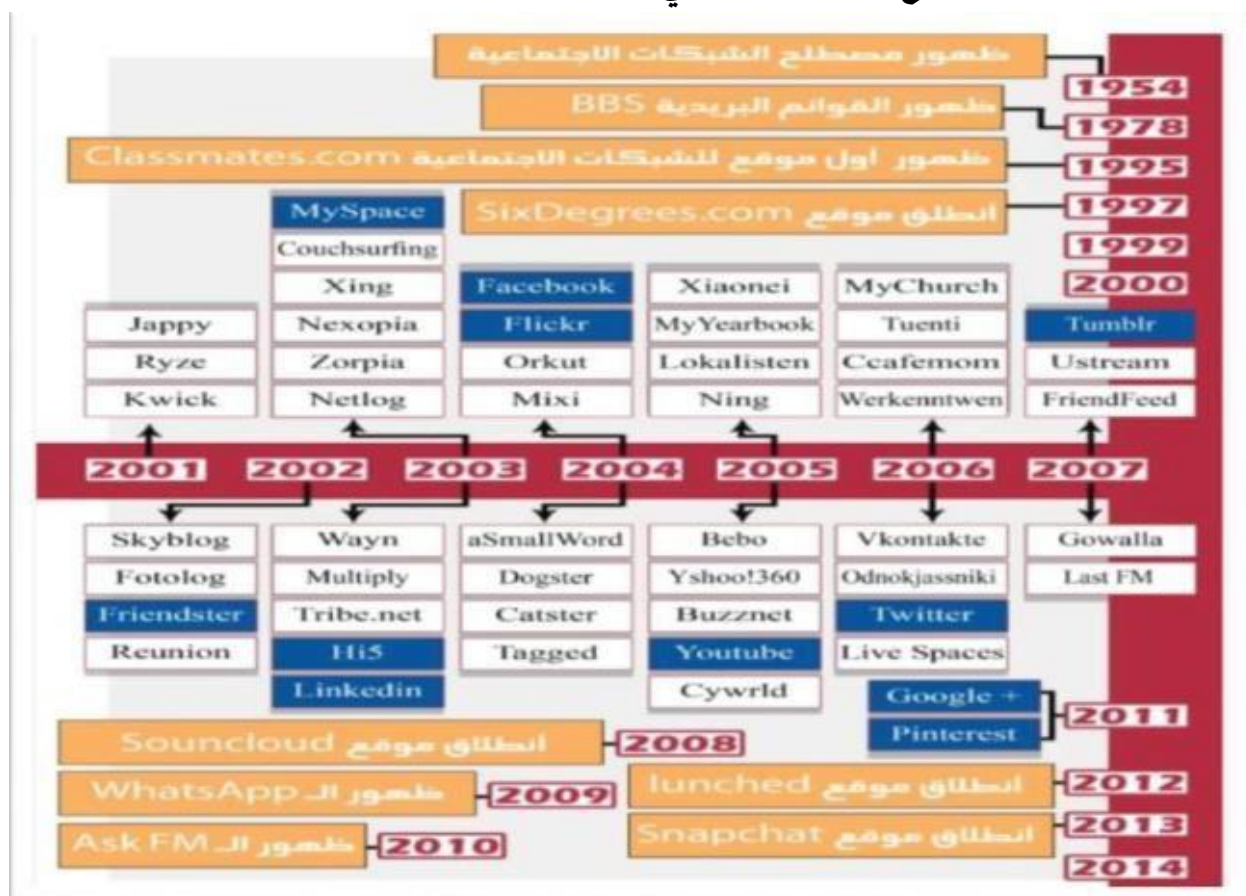 ظهور مصطلح الشبكات الاجتماعية
1954
ظهور القوائم البريدية BBS
1978
ظهور أول موقع للشبكات الاجتماعية Classmates.com
1995
أنطلق موقع SixDegrees.com
1997
1999
2000
MySpace
Couchsurfing
Xing
Nexopia
Zorpia
Netlog
Jappy
Ryze
Kwick
Facebook
Flickr
Orkut
Mixi
Xiaonei
MyYearbook
Lokalisten
Ning
MyChurch
Tuenti
Ccafemom
Werkenntwen
Tumblr
Ustream
FriendFeed
2001 2002 2003 2004 2005 2006 2007
Skyblog
Fotolog
Friendster
Reunion
Wayn
Multiply
Tribe.net
Hi5
Linkedin
aSmallWord
Dogster
Catster
Tagged
Bebo
Yshoo!360
Buzznet
Youtube
Cywrld
Vkontakte
Odnokjassniki
Twitter
Live Spaces
Gowalla
Last FM
Google +
Pinterest
2011
أنطلاق موقع Souncloud
2008
ظهور الـ WhatsApp
2009
ظهور الـ Ask FM
2010
انطلاق موقع lunched
2012
انطلاق موقع Snapchat
2013
2014